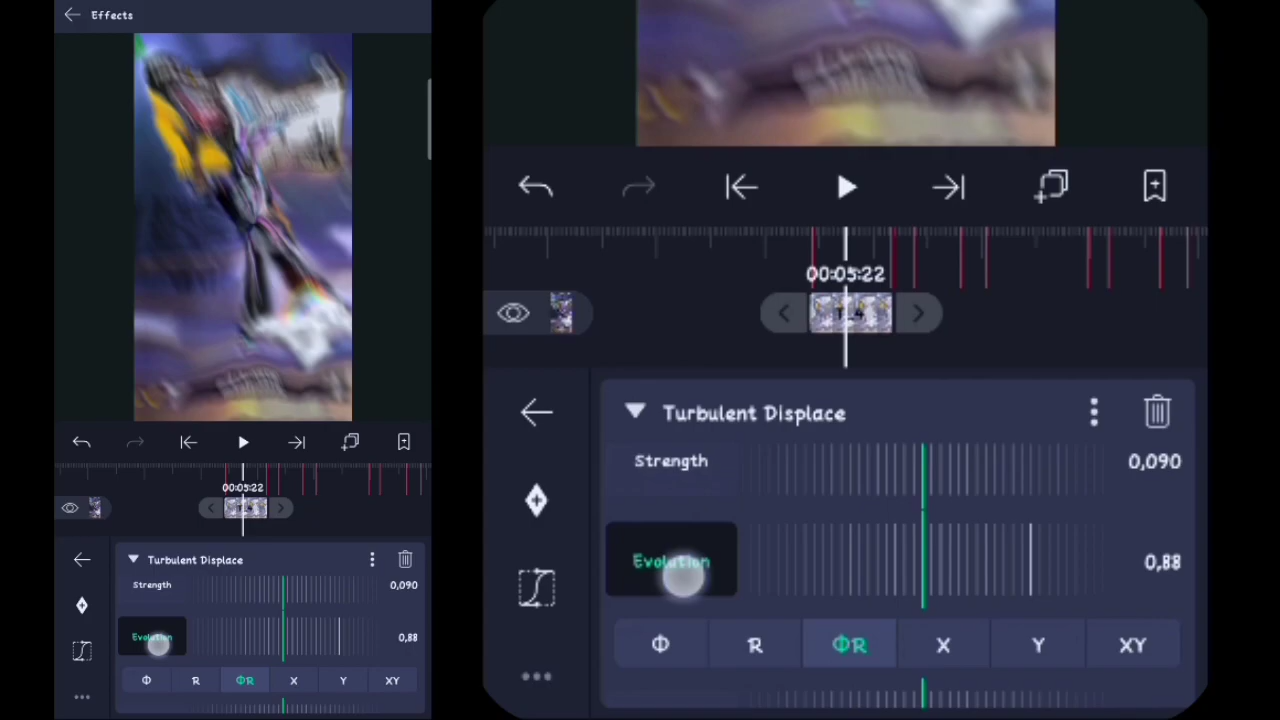 Effects
00:05:22
Turbulent Displace
Strength 0,090
Evolution 0,88
Φ R ΦR X Y XY
00:05:22
Turbulent Displace
Strength 0,090
Evolution 0,88
Φ R ΦR X Y XY